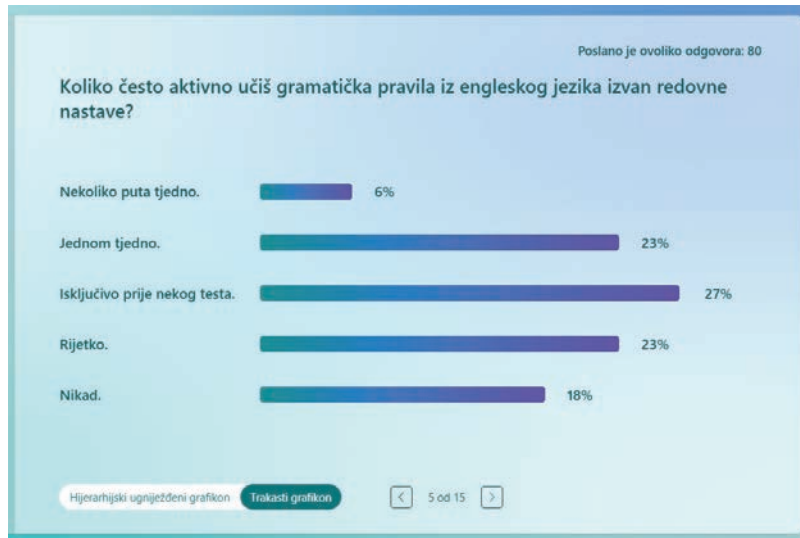 Poslano je ovoliko odgovora: 80
Koliko često aktivno učiš gramatička pravila iz engleskog jezika izvan redovne
nastave?
Nekoliko puta tjedno. 6%
Jednom tjedno. 23%
Isključivo prije nekog testa. 27%
Rijetko. 23%
Nikad. 18%
Hijerarhijski ugniježđeni grafikon Trakasti grafikon 5 od 15